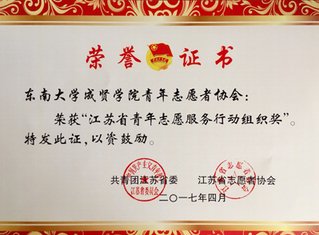 荣誉证书
东南大学成贤学院青年志愿者协会：
荣获“江苏省青年志愿服务行动组织奖”。
特发此证，以资鼓励。
共青团江苏省委 江苏省志愿者协会
二〇一七年四月